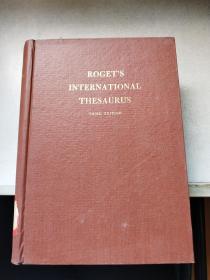 ROGET'S
INTERNATIONAL
THESAURUS
THIRD EDITION